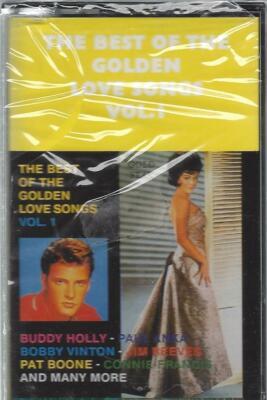 THE BEST OF THE
GOLDEN
LOVE SONGS
VOL.1
THE BEST
OF THE
GOLDEN
LOVE SONGS
VOL. 1
BUDDY HOLLY - PAUL ANKA
BOBBY VINTON - JIM REEVES
PAT BOONE - CONNIE FRANCIS
AND MANY MORE